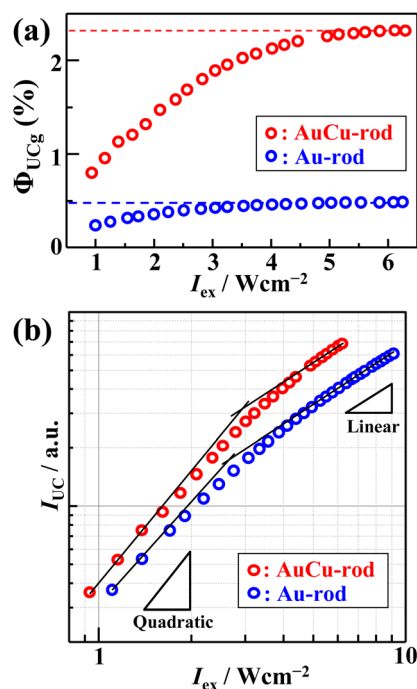 (a)
2
1
0
Φ_UCg (%)
: AuCu-rod
: Au-rod
1 2 3 4 5 6
I_ex / Wcm⁻²
(b)
I_UC / a.u.
Linear
Quadratic
: AuCu-rod
: Au-rod
1 10
I_ex / Wcm⁻²